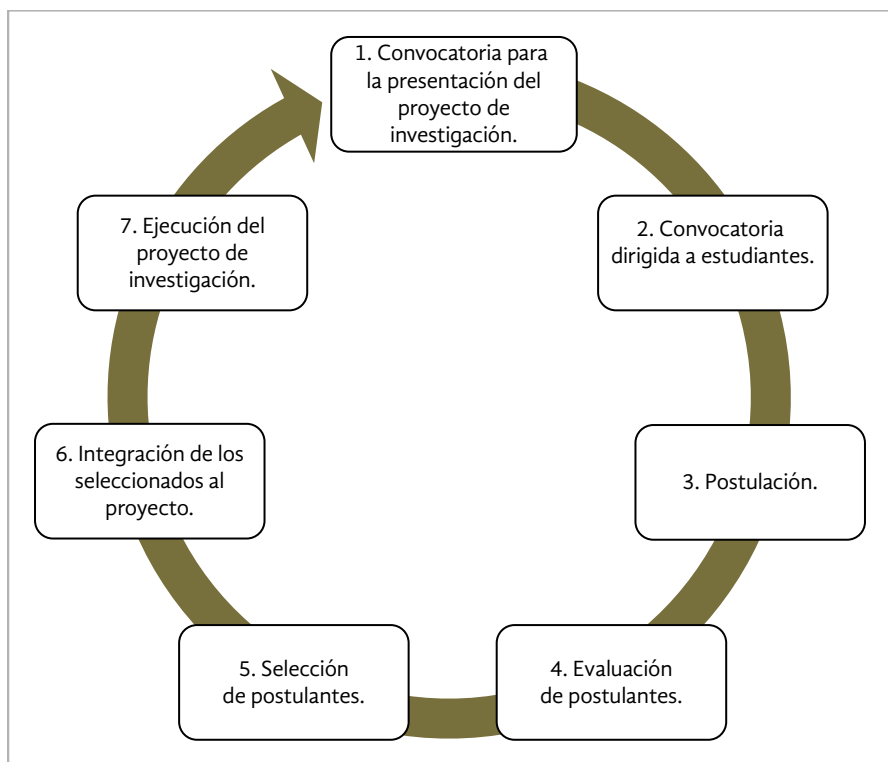 1. Convocatoria para
la presentación del
proyecto de
investigación.
2. Convocatoria
dirigida a estudiantes.
3. Postulación.
4. Evaluación
de postulantes.
5. Selección
de postulantes.
6. Integración de los
seleccionados al
proyecto.
7. Ejecución del
proyecto de
investigación.